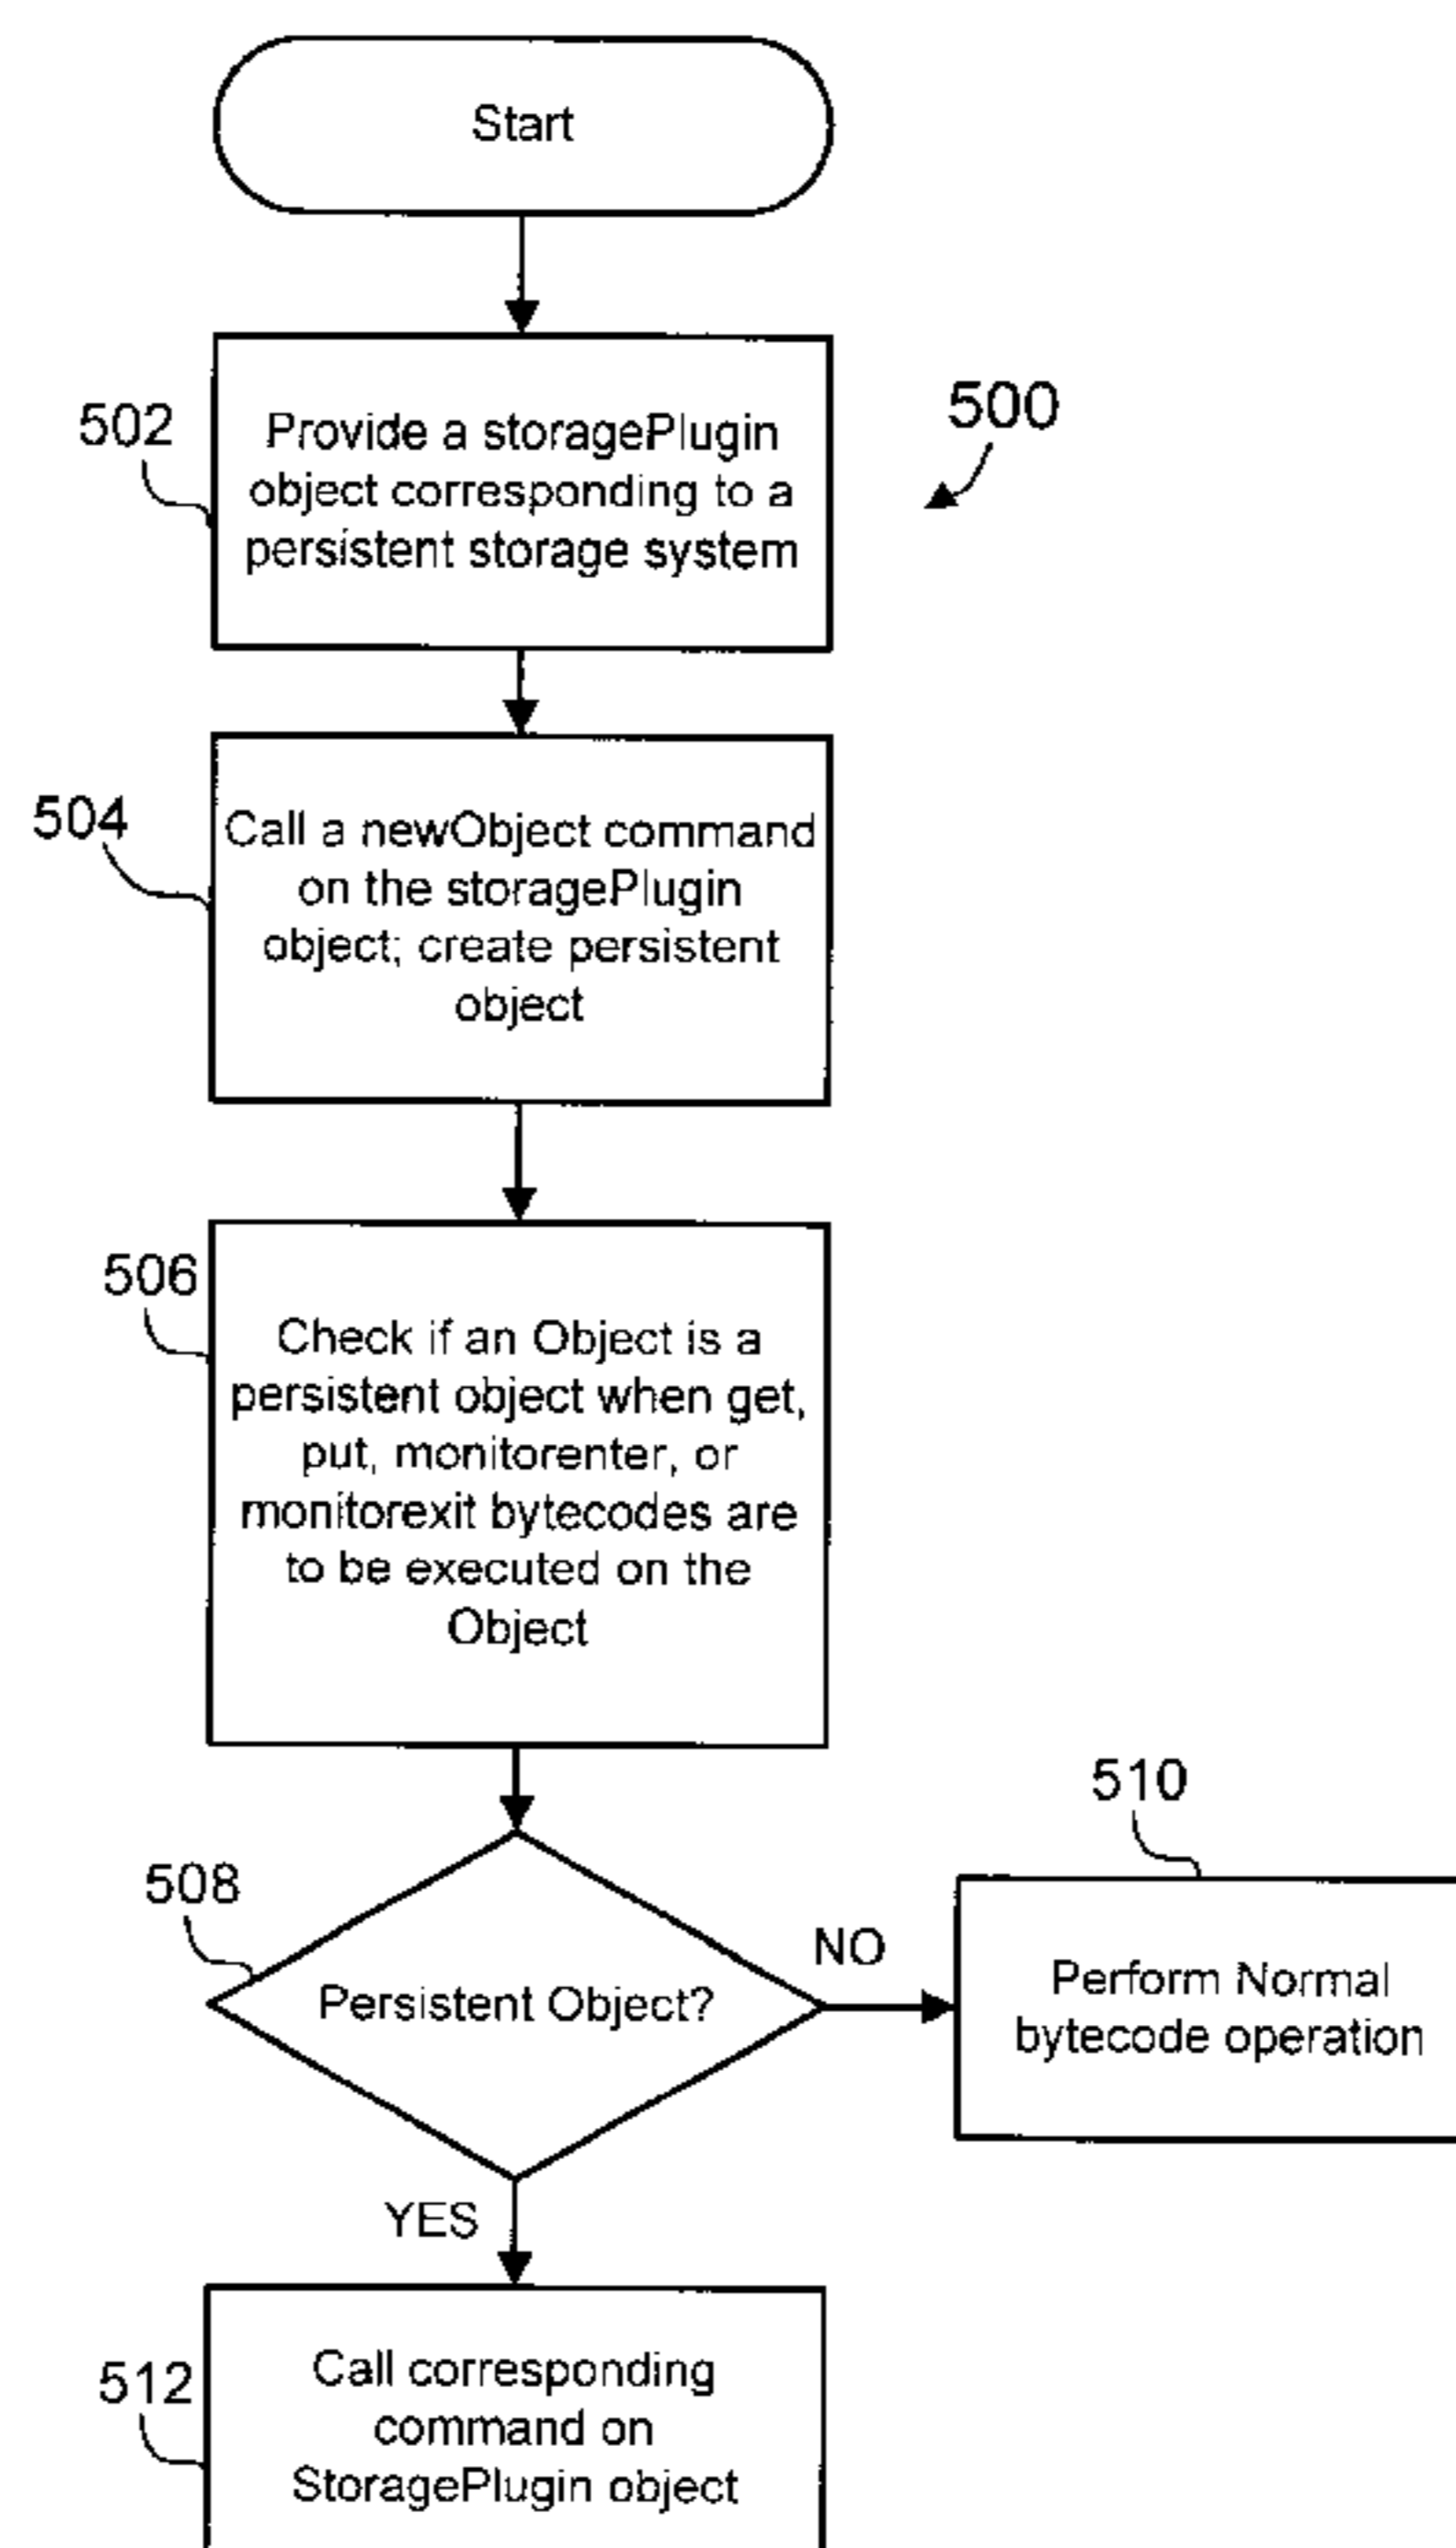 Start
500
502
Provide a storagePlugin
object corresponding to a
persistent storage system
504
Call a newObject command
on the storagePlugin
object; create persistent
object
506
Check if an Object is a
persistent object when get,
put, monitorenter, or
monitorexit bytecodes are
to be executed on the
Object
508
Persistent Object?
NO
510
Perform Normal
bytecode operation
YES
512
Call corresponding
command on
StoragePlugin object